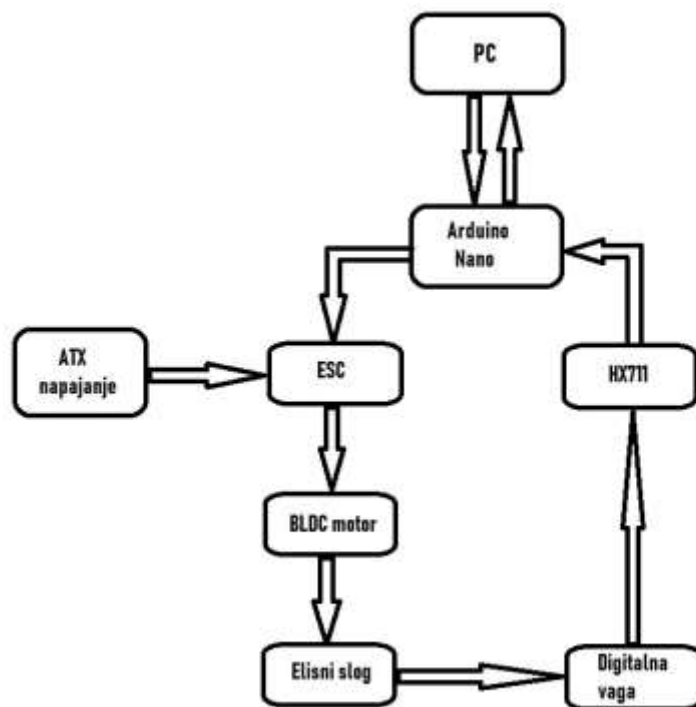 PC
Arduino
Nano
ATX
napajanje
ESC
HX711
BLDC motor
Elisni slog
Digitalna
vaga